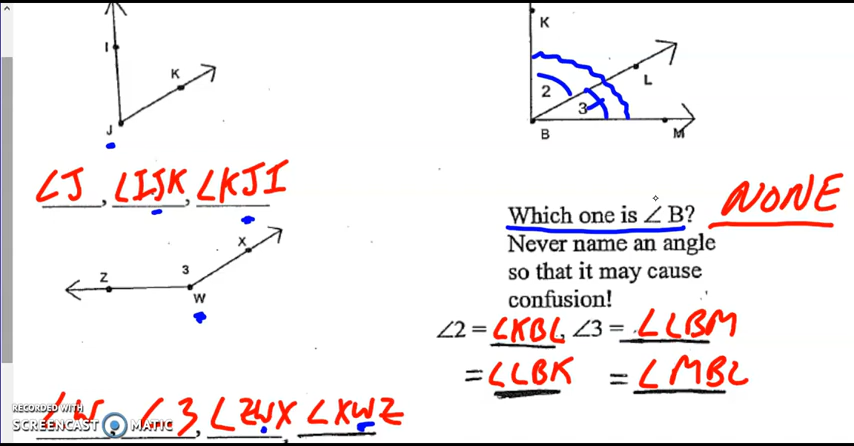 I
K
J
∠J, ∠IJK, ∠KJI
X
Z
3
W
∠W, ∠3, ∠ZWX, ∠XWZ
K
L
2
3
B
M
Which one is ∠B? NONE
Never name an angle
so that it may cause
confusion!
∠2 = ∠KBL, ∠3 = ∠LBM
= ∠LBK = ∠MBL
RECORDED WITH
SCREENCAST MATIC